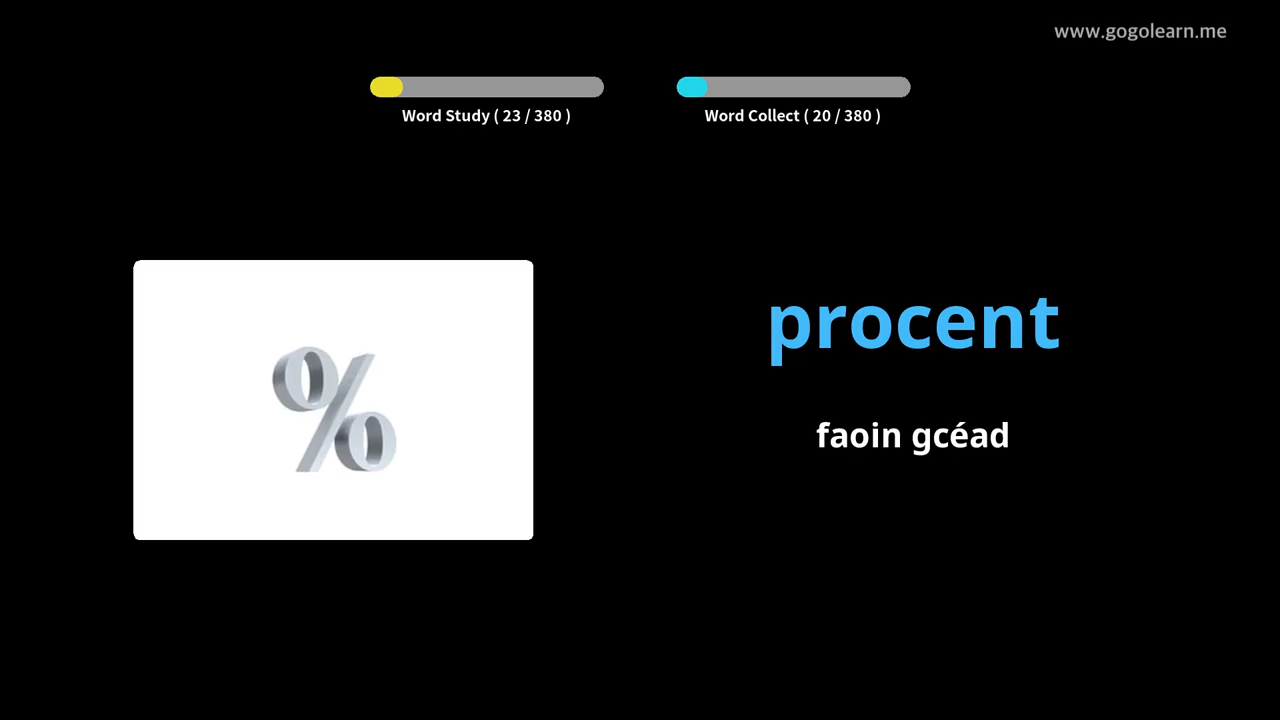 www.gogolearn.me
Word Study ( 23 / 380 )
Word Collect ( 20 / 380 )
%
procent
faoin gcéad